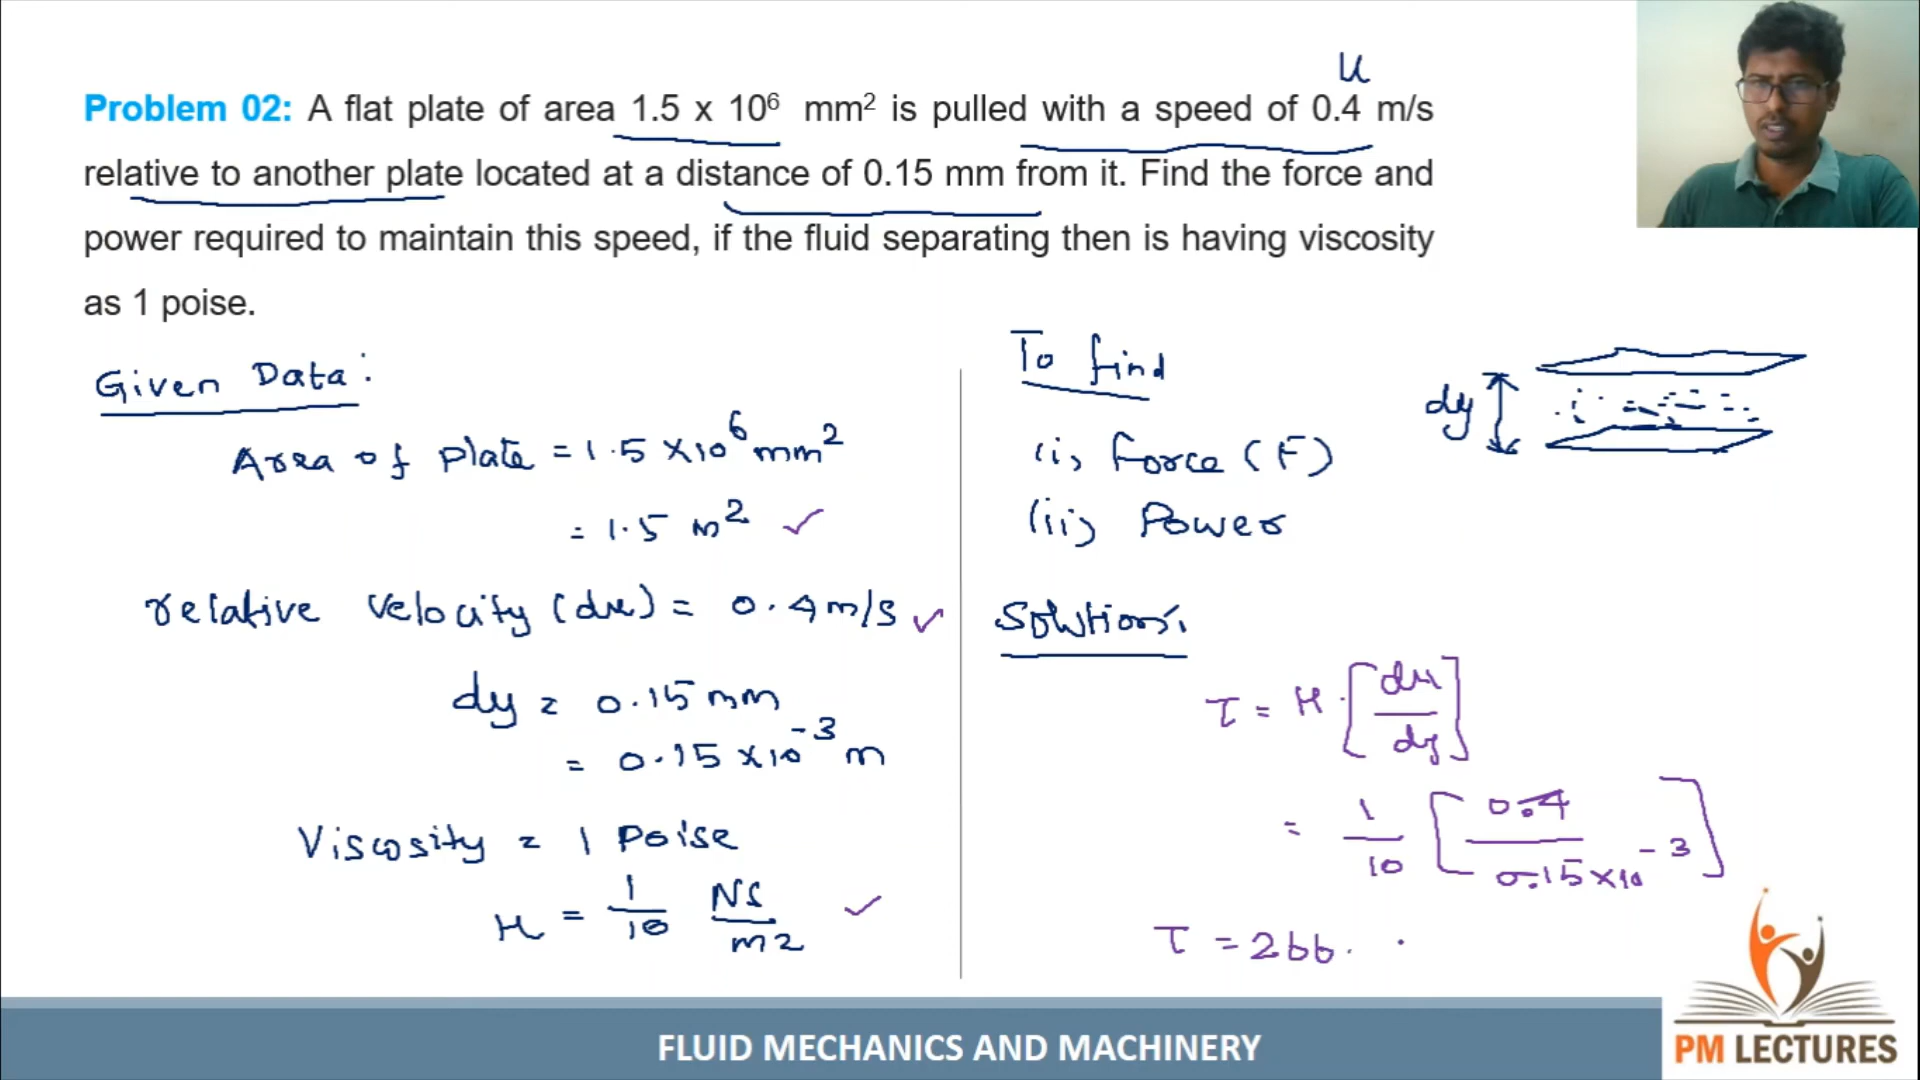 u
Problem 02: A flat plate of area 1.5 x 10⁶ mm² is pulled with a speed of 0.4 m/s
relative to another plate located at a distance of 0.15 mm from it. Find the force and
power required to maintain this speed, if the fluid separating then is having viscosity
as 1 poise.
Given Data:
Area of plate = 1.5 × 10⁶ mm²
= 1.5 m² ✓
relative velocity (du) = 0.4 m/s ✓
dy = 0.15 mm
= 0.15 × 10⁻³ m
Viscosity = 1 Poise
μ = 1/10 NS/m2 ✓
To find
(i) Force (F)
(ii) Power
dy
Solution:
τ = μ · [du/dy]
= 1/10 [0.4/0.15×10⁻³]
τ = 266.
FLUID MECHANICS AND MACHINERY
PM LECTURES